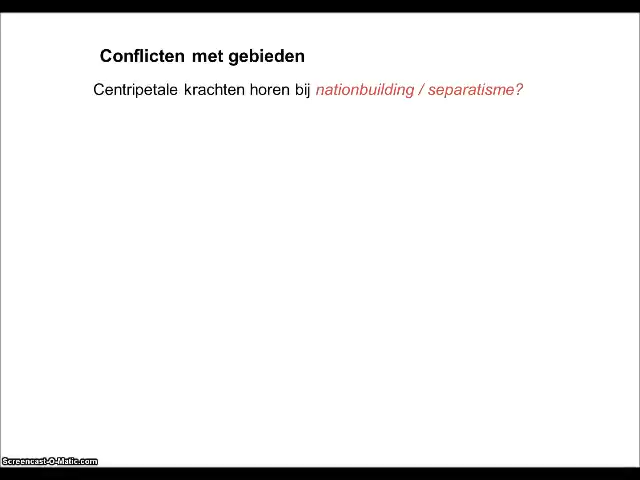 Conflicten met gebieden
Centripetale krachten horen bij nationbuilding / separatisme?
Screencast-O-Matic.com